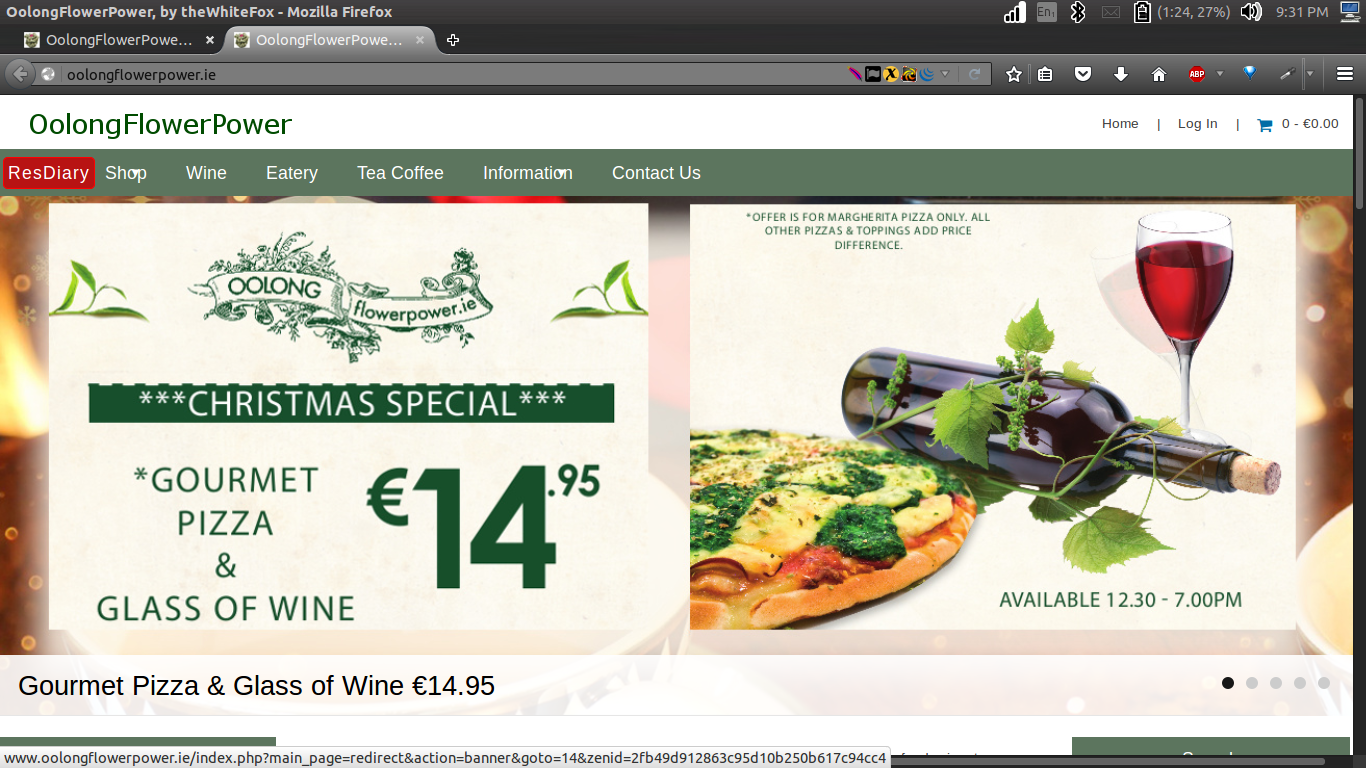 OolongFlowerPower, by theWhiteFox - Mozilla Firefox
En1
(1:24, 27%)
9:31 PM
OolongFlowerPowe...
OolongFlowerPowe...
oolongflowerpower.ie
ABP
OolongFlowerPower
Home | Log In | 0 - €0.00
ResDiary Shop Wine Eatery Tea Coffee Information Contact Us
OOLONG
flowerpower.ie
***CHRISTMAS SPECIAL***
*GOURMET
PIZZA
&
GLASS OF WINE
€14.95
*OFFER IS FOR MARGHERITA PIZZA ONLY. ALL
OTHER PIZZAS & TOPPINGS ADD PRICE
DIFFERENCE.
AVAILABLE 12.30 - 7.00PM
Gourmet Pizza & Glass of Wine €14.95
www.oolongflowerpower.ie/index.php?main_page=redirect&action=banner&goto=14&zenid=2fb49d912863c95d10b250b617c94cc4